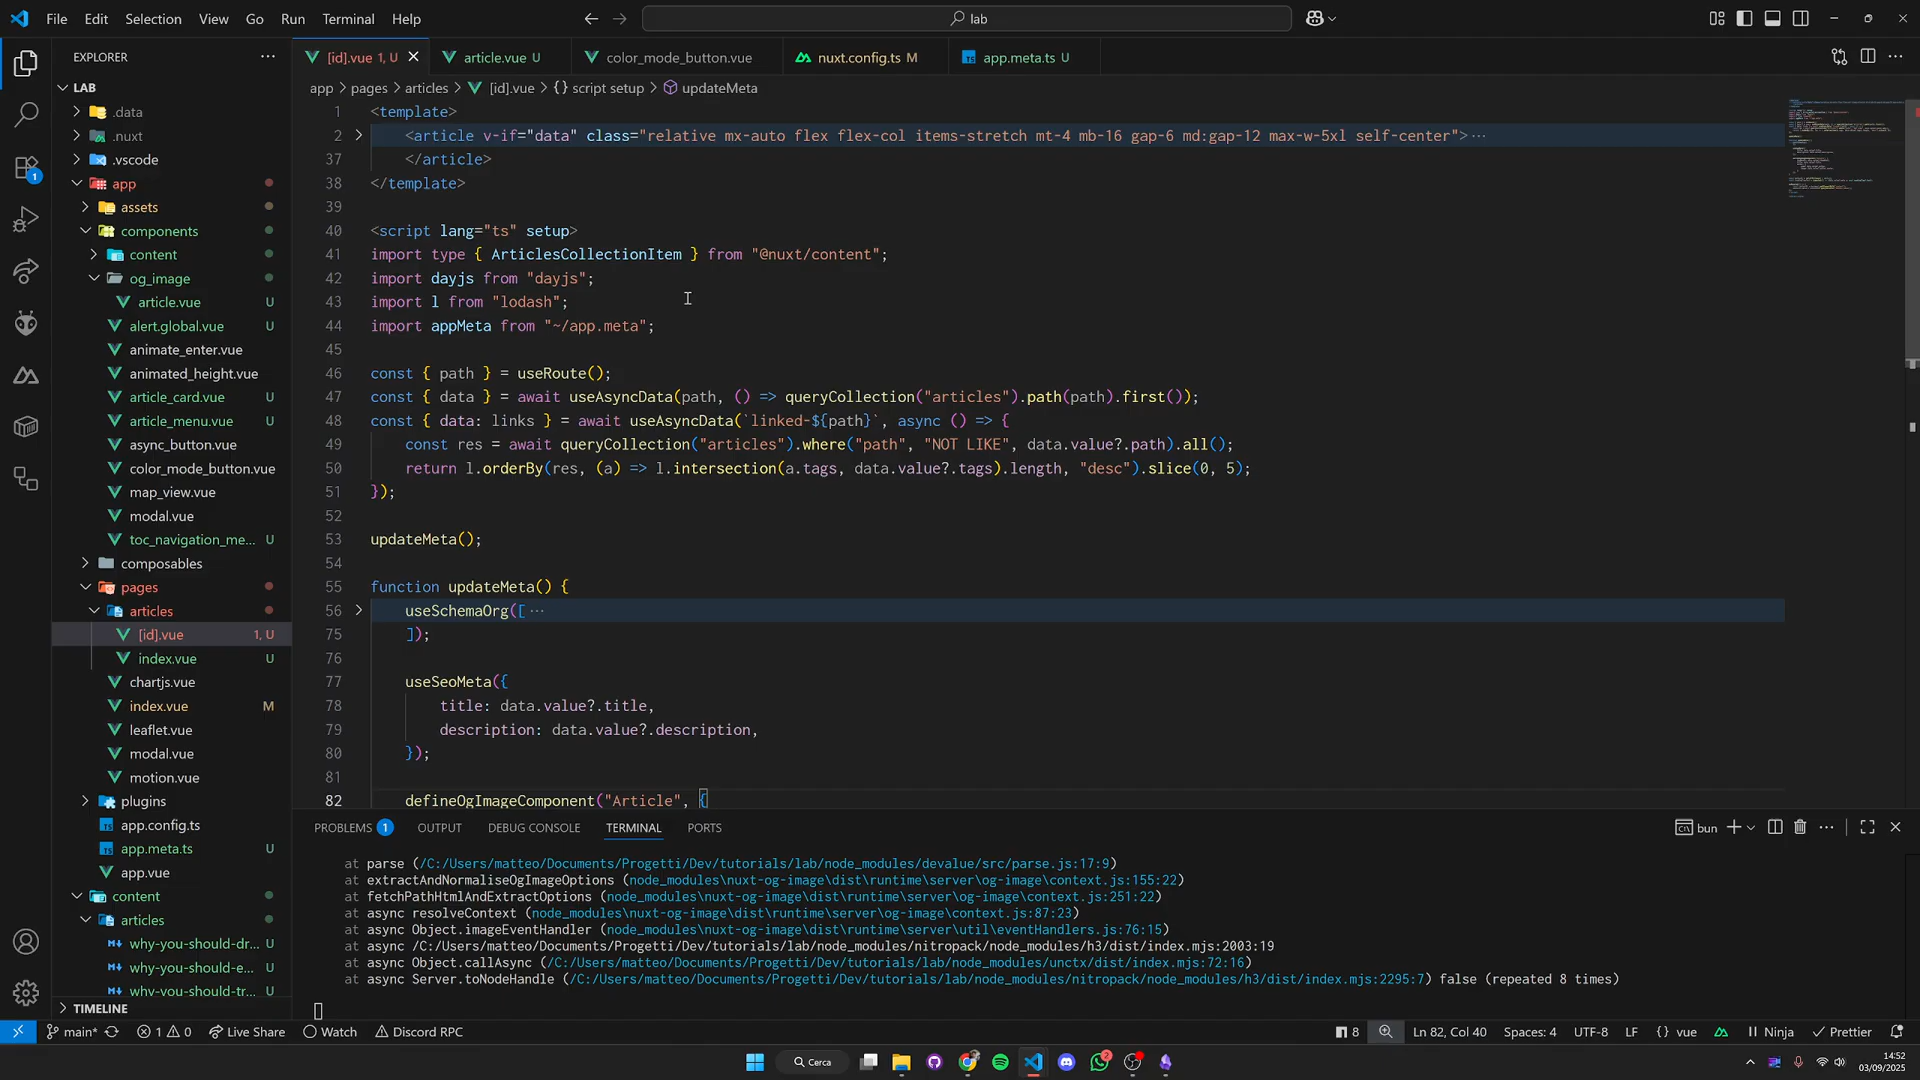 File Edit Selection View Go Run Terminal Help
lab
EXPLORER
[id].vue 1, U
article.vue U
color_mode_button.vue
nuxt.config.ts M
app.meta.ts U
app > pages > articles > [id].vue > {} script setup > updateMeta
LAB
.data
.nuxt
.vscode
app
assets
components
content
og_image
article.vue U
alert.global.vue U
animate_enter.vue
animated_height.vue
article_card.vue U
article_menu.vue U
async_button.vue
color_mode_button.vue
map_view.vue
modal.vue
toc_navigation_me... U
composables
pages
articles
[id].vue 1, U
index.vue U
chartjs.vue
index.vue M
leaflet.vue
modal.vue
motion.vue
plugins
app.config.ts
app.meta.ts U
app.vue
content
articles
why-you-should-dr... U
why-you-should-e... U
why-you-should-tr... U
TIMELINE
1 <template>
2 <article v-if="data" class="relative mx-auto flex flex-col items-stretch mt-4 mb-16 gap-6 md:gap-12 max-w-5xl self-center">···
37 </article>
38 </template>
39
40 <script lang="ts" setup>
41 import type { ArticlesCollectionItem } from "@nuxt/content";
42 import dayjs from "dayjs";
43 import l from "lodash";
44 import appMeta from "~/app.meta";
45
46 const { path } = useRoute();
47 const { data } = await useAsyncData(path, () => queryCollection("articles").path(path).first());
48 const { data: links } = await useAsyncData(`linked-${path}`, async () => {
49 const res = await queryCollection("articles").where("path", "NOT LIKE", data.value?.path).all();
50 return l.orderBy(res, (a) => l.intersection(a.tags, data.value?.tags).length, "desc").slice(0, 5);
51 });
52
53 updateMeta();
54
55 function updateMeta() {
56 useSchemaOrg([···
75 ]);
76
77 useSeoMeta({
78 title: data.value?.title,
79 description: data.value?.description,
80 });
81
82 defineOgImageComponent("Article", {
PROBLEMS 1 OUTPUT DEBUG CONSOLE TERMINAL PORTS
bun
at parse (/C:/Users/matteo/Documents/Progetti/Dev/tutorials/lab/node_modules/devalue/src/parse.js:17:9)
at extractAndNormaliseOgImageOptions (node_modules\nuxt-og-image\dist\runtime\server\og-image\context.js:155:22)
at fetchPathHtmlAndExtractOptions (node_modules\nuxt-og-image\dist\runtime\server\og-image\context.js:251:22)
at async resolveContext (node_modules\nuxt-og-image\dist\runtime\server\og-image\context.js:87:23)
at async Object.imageEventHandler (node_modules\nuxt-og-image\dist\runtime\server\util\eventHandlers.js:76:15)
at async /C:/Users/matteo/Documents/Progetti/Dev/tutorials/lab/node_modules/nitropack/node_modules/h3/dist/index.mjs:2003:19
at async Object.callAsync (/C:/Users/matteo/Documents/Progetti/Dev/tutorials/lab/node_modules/unctx/dist/index.mjs:72:16)
at async Server.toNodeHandle (/C:/Users/matteo/Documents/Progetti/Dev/tutorials/lab/node_modules/nitropack/node_modules/h3/dist/index.mjs:2295:7) false (repeated 8 times)
main* 1 0 Live Share Watch Discord RPC
8 Ln 82, Col 40 Spaces: 4 UTF-8 LF {} vue Ninja Prettier
Cerca
14:52
03/09/2025